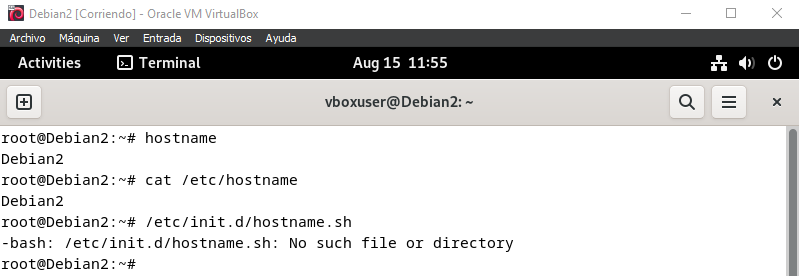 Debian2 [Corriendo] - Oracle VM VirtualBox
Archivo Máquina Ver Entrada Dispositivos Ayuda
Activities Terminal Aug 15 11:55
vboxuser@Debian2: ~
root@Debian2:~# hostname
Debian2
root@Debian2:~# cat /etc/hostname
Debian2
root@Debian2:~# /etc/init.d/hostname.sh
-bash: /etc/init.d/hostname.sh: No such file or directory
root@Debian2:~#